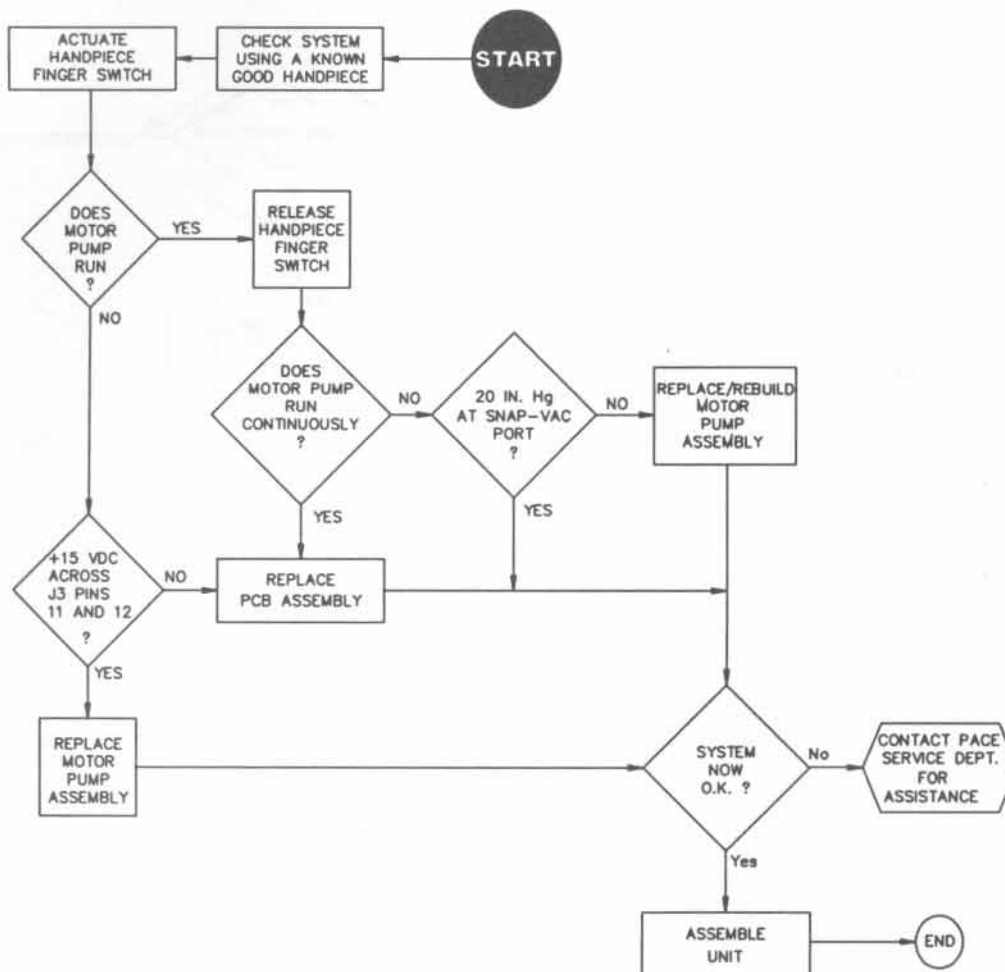 START
CHECK SYSTEM
USING A KNOWN
GOOD HANDPIECE
ACTUATE
HANDPIECE
FINGER SWITCH
DOES
MOTOR
PUMP
RUN
?
YES
NO
RELEASE
HANDPIECE
FINGER
SWITCH
DOES
MOTOR PUMP
RUN
CONTINUOUSLY
?
NO
YES
20 IN. Hg
AT SNAP-VAC
PORT
?
NO
YES
REPLACE/REBUILD
MOTOR
PUMP
ASSEMBLY
+15 VDC
ACROSS
J3 PINS
11 AND 12
?
NO
YES
REPLACE
PCB ASSEMBLY
REPLACE
MOTOR
PUMP
ASSEMBLY
SYSTEM
NOW
O.K. ?
No
Yes
CONTACT PACE
SERVICE DEPT.
FOR
ASSISTANCE
ASSEMBLE
UNIT
END